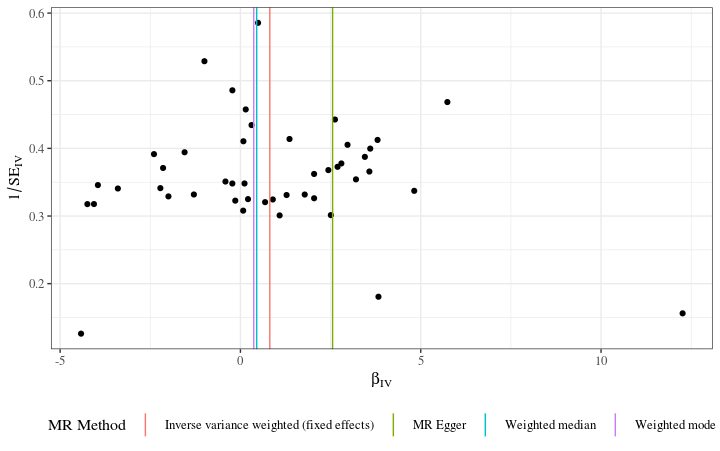 0.6
0.5
0.4
0.3
0.2
1/SE_IV
-5 0 5 10
β_IV
MR Method Inverse variance weighted (fixed effects) MR Egger Weighted median Weighted mode